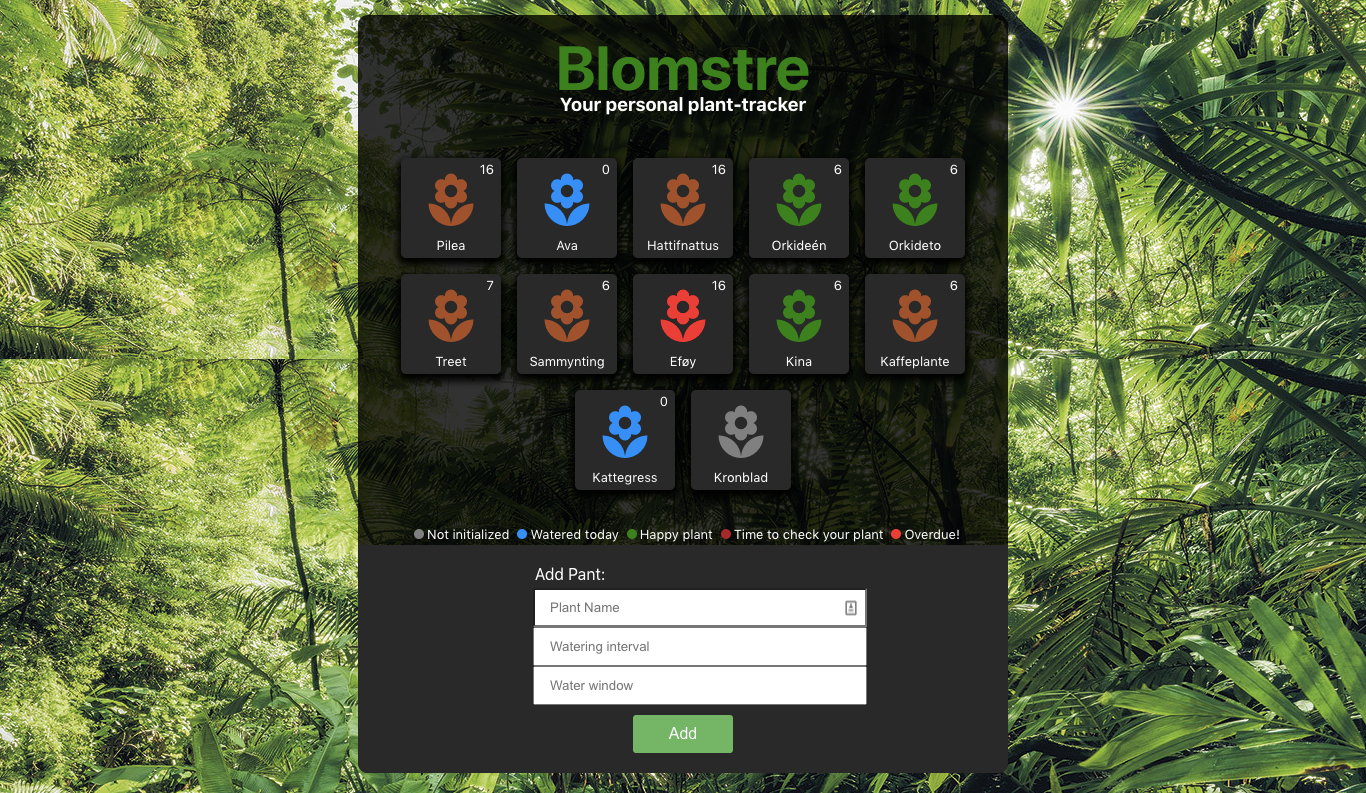 Blomstre
Your personal plant-tracker
16 0 16 6 6
Pilea Ava Hattifnattus Orkideén Orkideto
7 6 16 6 6
Treet Sammynting Eføy Kina Kaffeplante
0
Kattegress Kronblad
Not initialized Watered today Happy plant Time to check your plant Overdue!
Add Pant:
Plant Name
Watering interval
Water window
Add